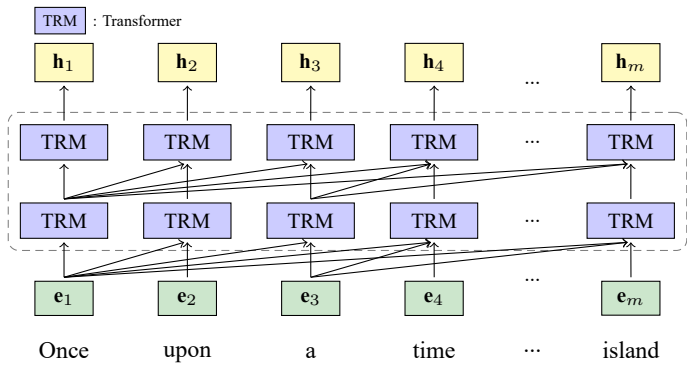 TRM : Transformer
h1 h2 h3 h4 ... hm
TRM TRM TRM TRM ... TRM
TRM TRM TRM TRM ... TRM
e1 e2 e3 e4 ... em
Once upon a time ... island